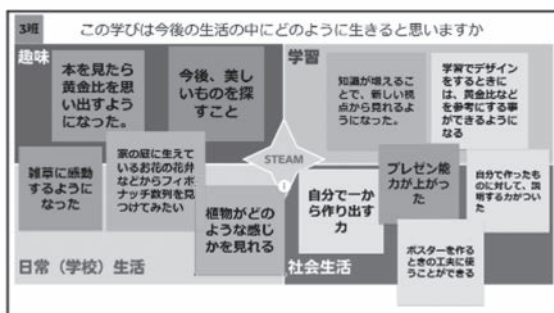 3班
この学びは今後の生活の中にどのように生きると思いますか
趣味
本を見たら
黄金比を思
い出すよう
になった。
今後、美し
いものを探
すこと
雑草に感動
するように
なった
家の庭に生えて
いるお花の花弁
などからフィボ
ナッチ数列を見
つけてみたい
植物がどの
ような感じ
かを見れる
日常（学校）生活
STEAM
学習
知識が増えるこ
とで、新しい視
点から見れるよ
うになった。
学習でデザイン
をするときに
は、黄金比など
を参考にする事
ができるように
なる
自分で一か
ら作り出す
力
プレゼン能
力が上がった
自分で作ったも
のに対して、説
明する力がつい
た
ポスターを作る
ときの工夫に使
うことができる
社会生活